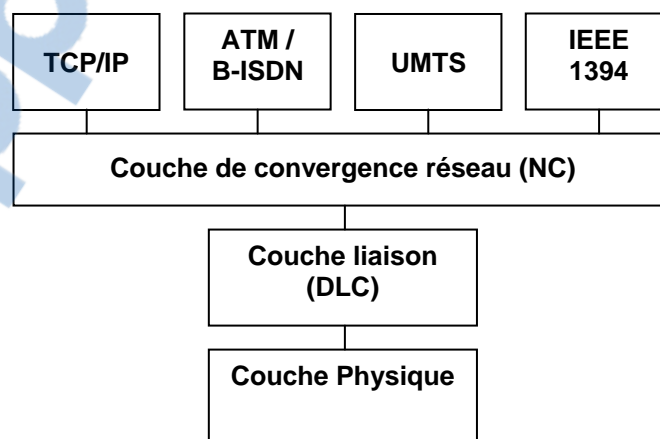 TCP/IP
ATM /
B-ISDN
UMTS
IEEE
1394
Couche de convergence réseau (NC)
Couche liaison
(DLC)
Couche Physique